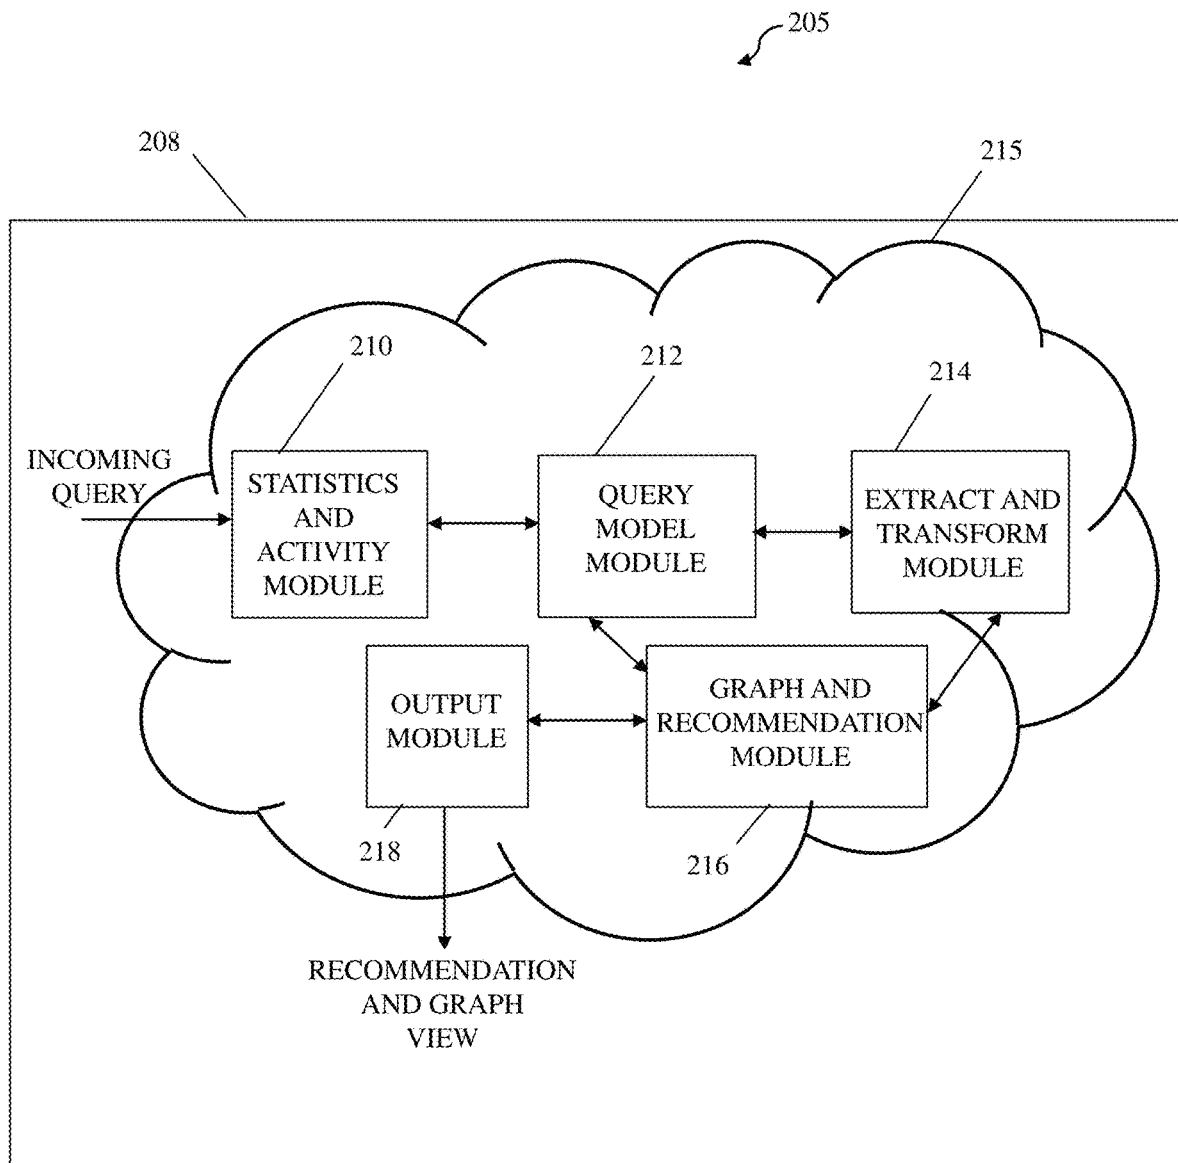 205
208
215
210
212
214
INCOMING
QUERY
STATISTICS
AND
ACTIVITY
MODULE
QUERY
MODEL
MODULE
EXTRACT AND
TRANSFORM
MODULE
OUTPUT
MODULE
GRAPH AND
RECOMMENDATION
MODULE
218
216
RECOMMENDATION
AND GRAPH
VIEW